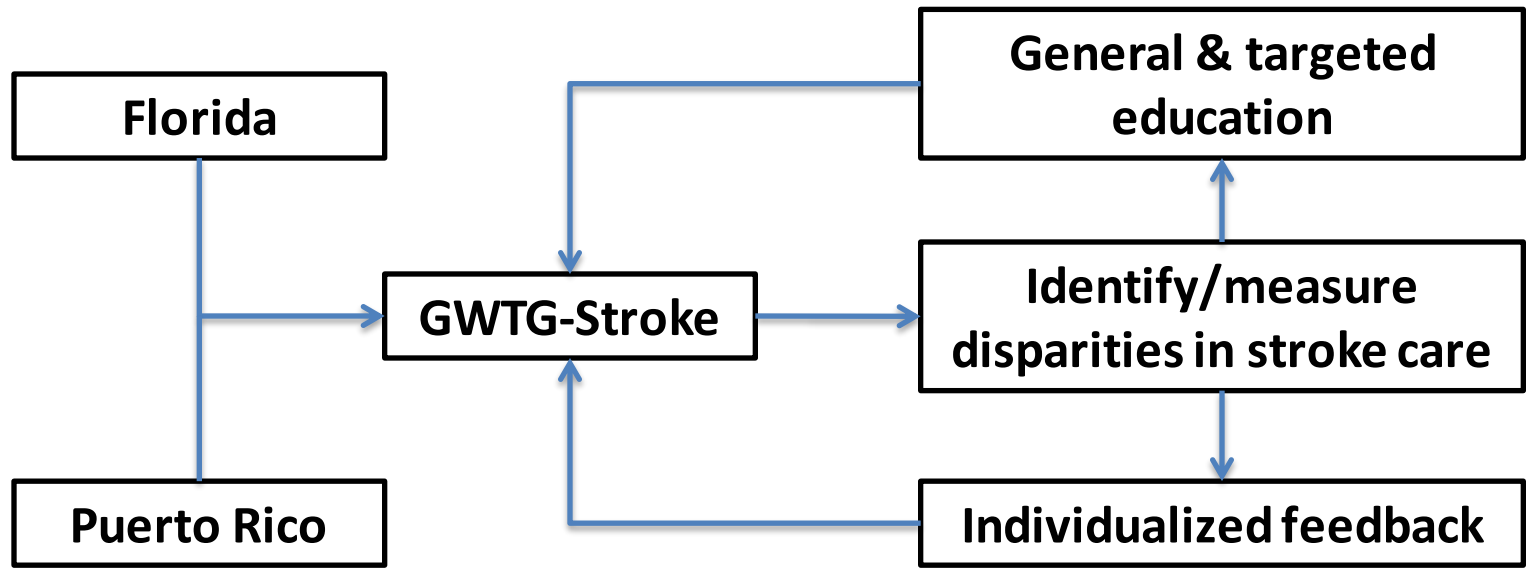 Florida
Puerto Rico
GWTG-Stroke
General & targeted
education
Identify/measure
disparities in stroke care
Individualized feedback